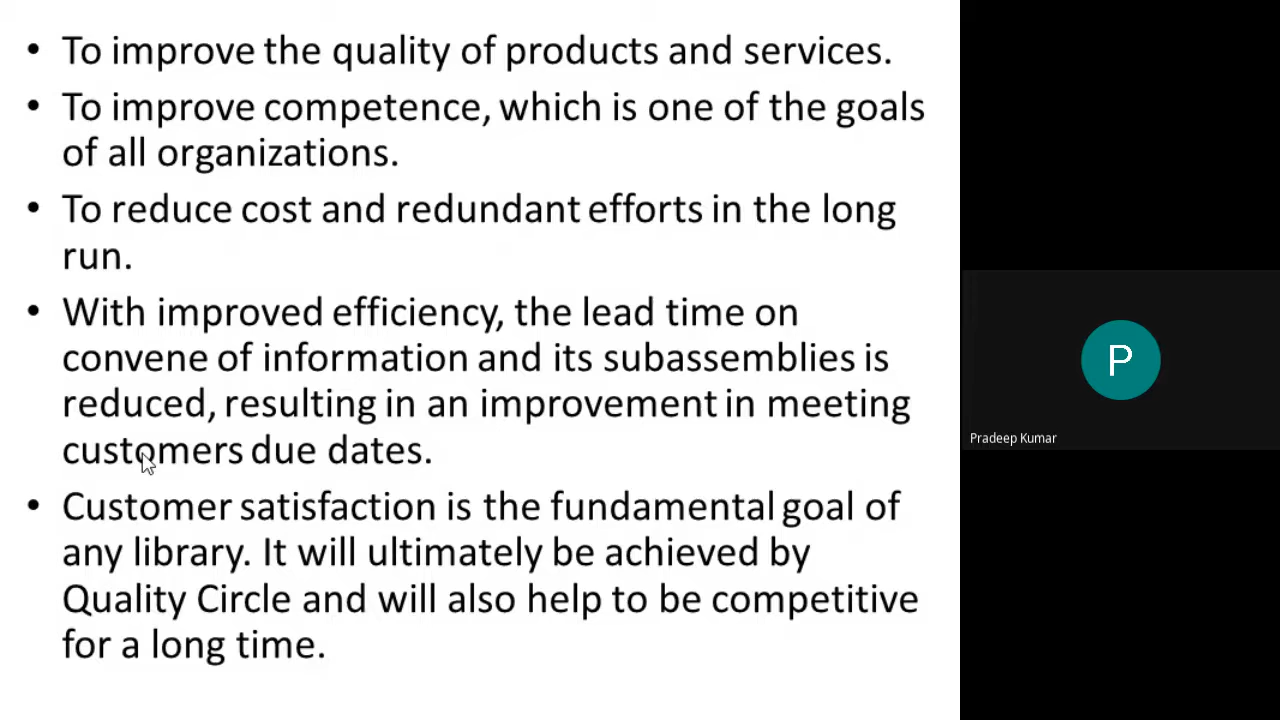 • To improve the quality of products and services.
• To improve competence, which is one of the goals
of all organizations.
• To reduce cost and redundant efforts in the long
run.
• With improved efficiency, the lead time on
convene of information and its subassemblies is
reduced, resulting in an improvement in meeting
customers due dates.
• Customer satisfaction is the fundamental goal of
any library. It will ultimately be achieved by
Quality Circle and will also help to be competitive
for a long time.
P
Pradeep Kumar